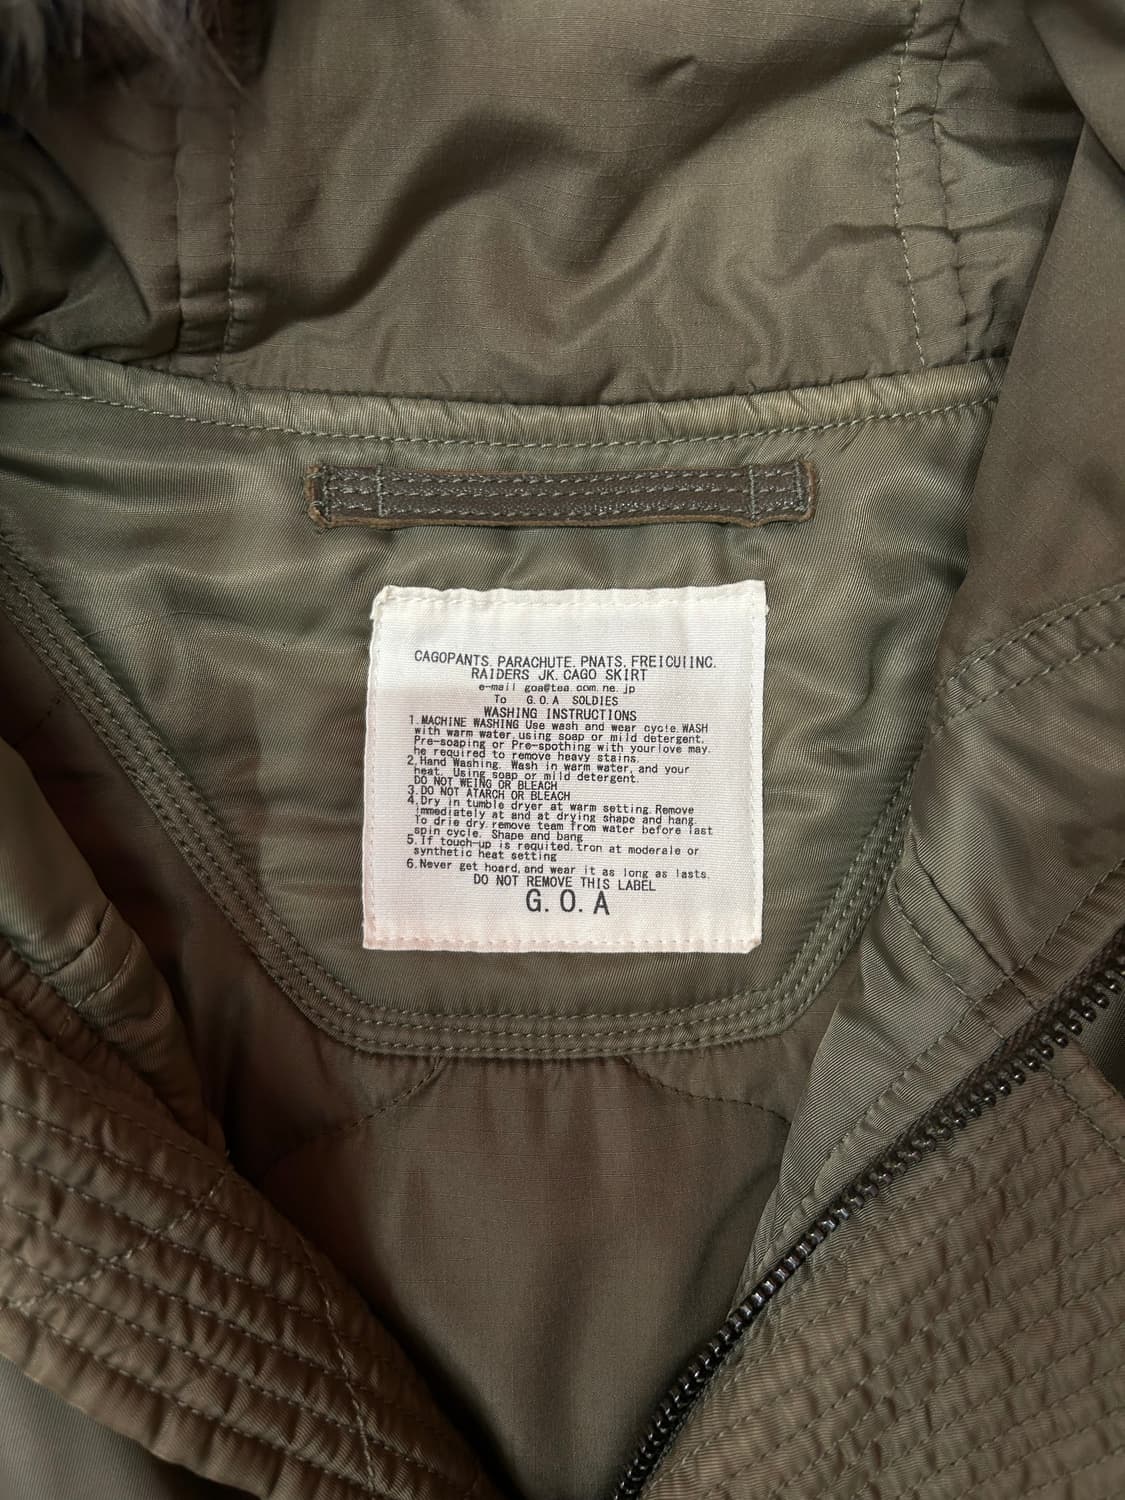 CAGOPANTS. PARACHUTE. PNATS. FREICUIINC.
RAIDERS JK. CAGO SKIRT
e-mail goa@tea.com.ne.jp
To G.O.A SOLDIES
WASHING INSTRUCTIONS
1.MACHINE WASHING Use wash and wear cycle. WASH
with warm water, using soap or mild detergent.
Pre-soaping or Pre-spothing with yourlove may.
he required to remove heavy stains.
2.Hand Washing. Wash in warm water, and your
heat. Using soap or mild detergent.
DO NOT WEING OR BLEACH
3.DO NOT ATARCH OR BLEACH
4.Dry in tumble dryer at warm setting. Remove
immediately at and at drying shape and hang.
To drie dry. remove team from water before last
spin cycle. Shape and bang
5.If touch-up is requited. tron at moderale or
synthetic heat setting
6.Never get hoard, and wear it as long as lasts.
DO NOT REMOVE THIS LABEL
G.O.A